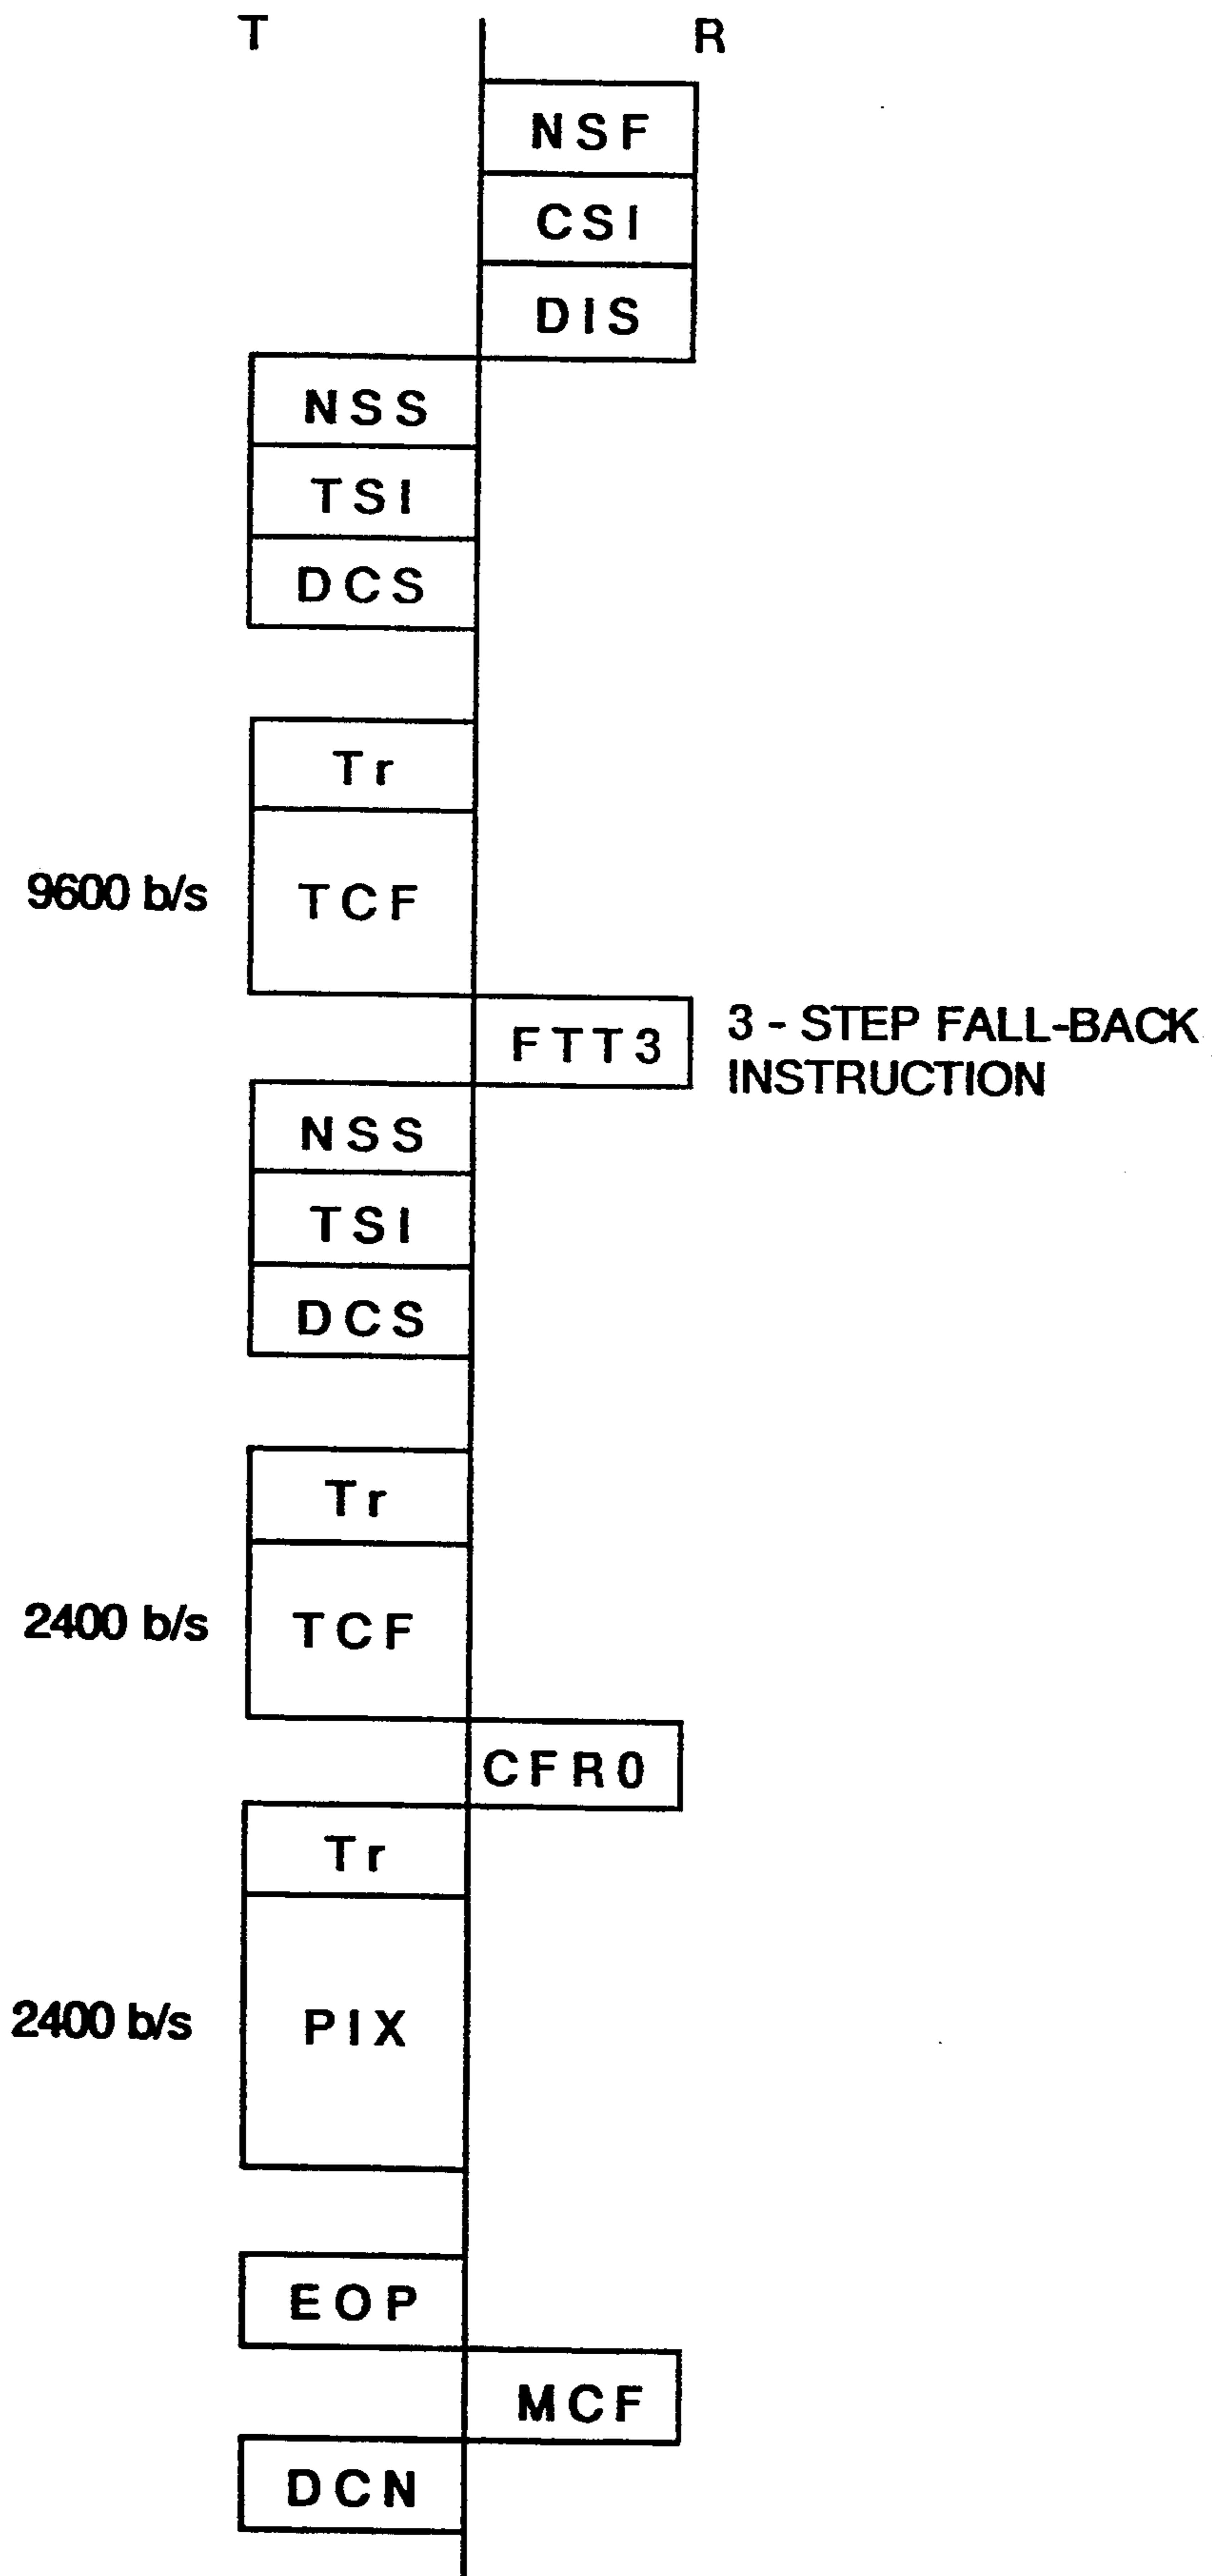 T
R
NSF
CSI
DIS
NSS
TSI
DCS
Tr
9600 b/s
TCF
FTT3
3 - STEP FALL-BACK
INSTRUCTION
NSS
TSI
DCS
Tr
2400 b/s
TCF
CFR0
Tr
2400 b/s
PIX
EOP
MCF
DCN